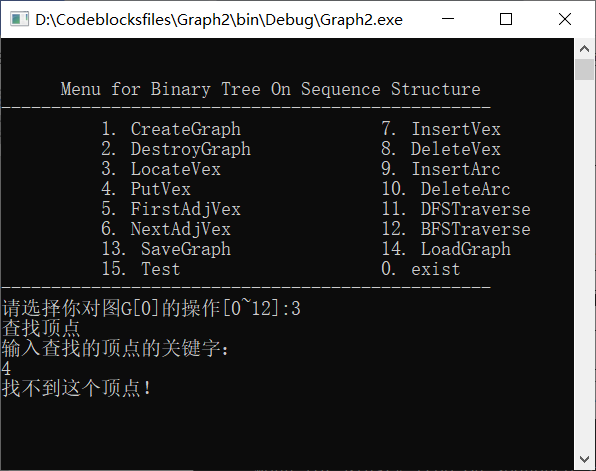 D:\Codeblocksfiles\Graph2\bin\Debug\Graph2.exe
Menu for Binary Tree On Sequence Structure
-------------------------------------------------
1. CreateGraph 7. InsertVex
2. DestroyGraph 8. DeleteVex
3. LocateVex 9. InsertArc
4. PutVex 10. DeleteArc
5. FirstAdjVex 11. DFSTraverse
6. NextAdjVex 12. BFSTraverse
13. SaveGraph 14. LoadGraph
15. Test 0. exist
-------------------------------------------------
请选择你对图G[0]的操作[0~12]:3
查找顶点
输入查找的顶点的关键字:
4
找不到这个顶点!